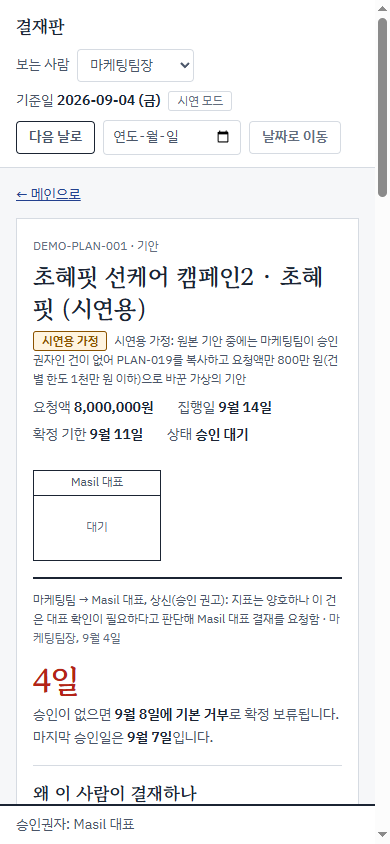 결재판
보는 사람 마케팅팀장
기준일 2026-09-04 (금) 시연 모드
다음 날로 연도-월-일 날짜로 이동
← 메인으로
DEMO-PLAN-001 · 기안
초혜핏 선케어 캠페인2 · 초혜
핏 (시연용)
시연용 가정 시연용 가정: 원본 기안 중에는 마케팅팀이 승인
권자인 건이 없어 PLAN-019를 복사하고 요청액만 800만 원(건
별 한도 1천만 원 이하)으로 바꾼 가상의 기안
요청액 8,000,000원 집행일 9월 14일
확정 기한 9월 11일 상태 승인 대기
Masil 대표
대기
마케팅팀 → Masil 대표, 상신(승인 권고): 지표는 양호하나 이 건
은 대표 확인이 필요하다고 판단해 Masil 대표 결재를 요청함 · 마
케팅팀장, 9월 4일
4일
승인이 없으면 9월 8일에 기본 거부로 확정 보류됩니다.
마지막 승인일은 9월 7일입니다.
왜 이 사람이 결재하나
승인권자: Masil 대표